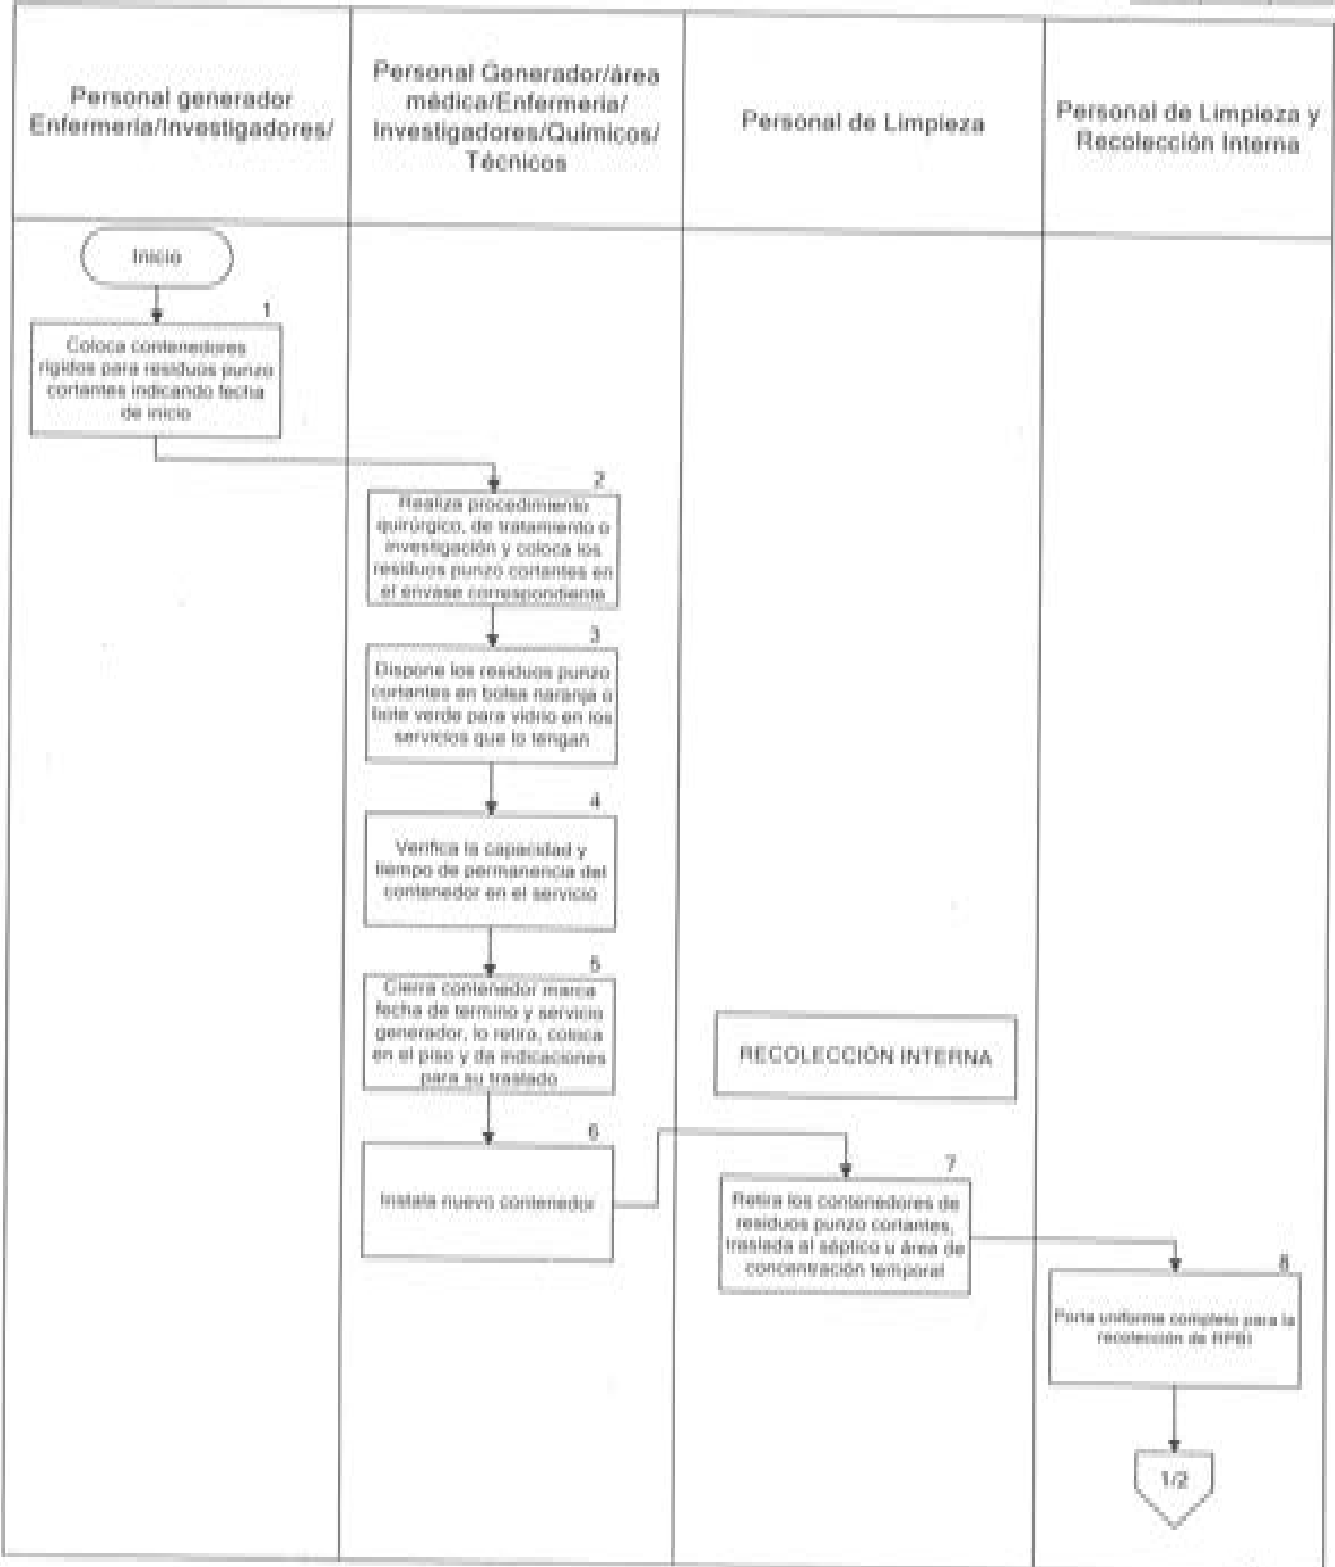 Personal generador
Enfermería/Investigadores/
Personal Generador/área
médica/Enfermería/
Investigadores/Químicos/
Técnicos
Personal de Limpieza
Personal de Limpieza y
Recolección Interna
Inicio
1
Coloca contenedores
rígidos para residuos punzo
cortantes indicando fecha
de inicio
2
Realiza procedimiento
quirúrgico, de tratamiento o
investigación y coloca los
residuos punzo cortantes en
el envase correspondiente
3
Dispone los residuos punzo
cortantes en bolsa naranja o
bote verde para vidrio en los
servicios que lo tengan
4
Verifica la capacidad y
tiempo de permanencia del
contenedor en el servicio
5
Cierra contenedor marca
fecha de termino y servicio
generador, lo retira, coloca
en el piso y da indicaciones
para su traslado
6
Instala nuevo contenedor
RECOLECCIÓN INTERNA
7
Retira los contenedores de
residuos punzo cortantes,
traslada al séptico u área de
concentración temporal
8
Porta uniforme completo para la
recolección de RPBI
1/2